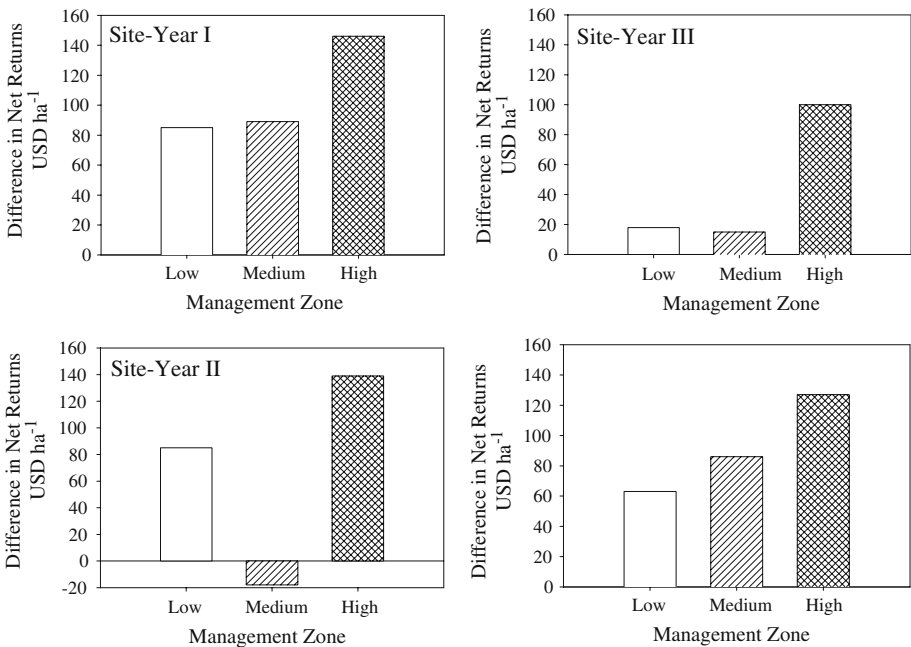 Site-Year I
Difference in Net Returns
USD ha⁻¹
160
140
120
100
80
60
40
20
0
Low Medium High
Management Zone
Site-Year III
Difference in Net Returns
USD ha⁻¹
160
140
120
100
80
60
40
20
0
Low Medium High
Management Zone
Site-Year II
Difference in Net Returns
USD ha⁻¹
160
140
120
100
80
60
40
20
0
-20
Low Medium High
Management Zone
Difference in Net Returns
USD ha⁻¹
160
140
120
100
80
60
40
20
0
Low Medium High
Management Zone